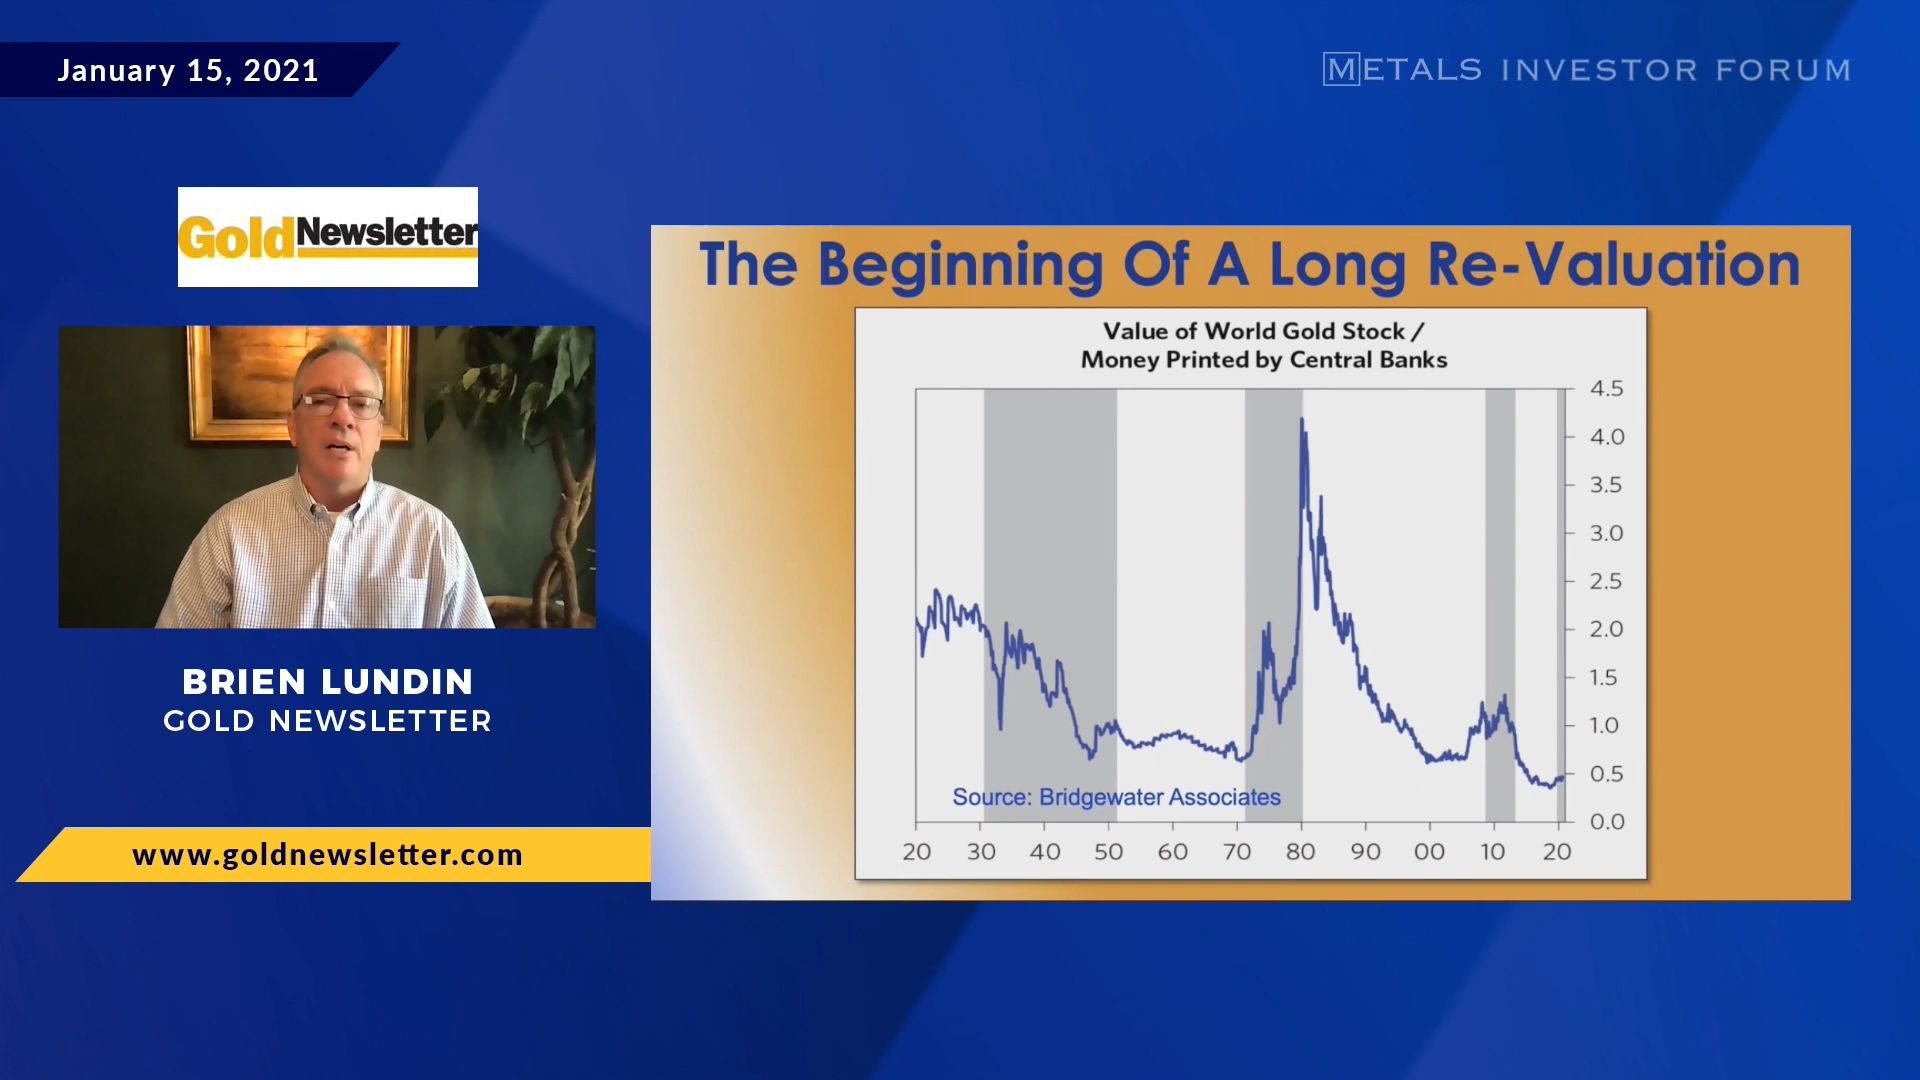 January 15, 2021
METALS INVESTOR FORUM
GoldNewsletter
BRIEN LUNDIN
GOLD NEWSLETTER
www.goldnewsletter.com
The Beginning Of A Long Re-Valuation
Value of World Gold Stock /
Money Printed by Central Banks
4.5
4.0
3.5
3.0
2.5
2.0
1.5
1.0
0.5
0.0
Source: Bridgewater Associates
20 30 40 50 60 70 80 90 00 10 20